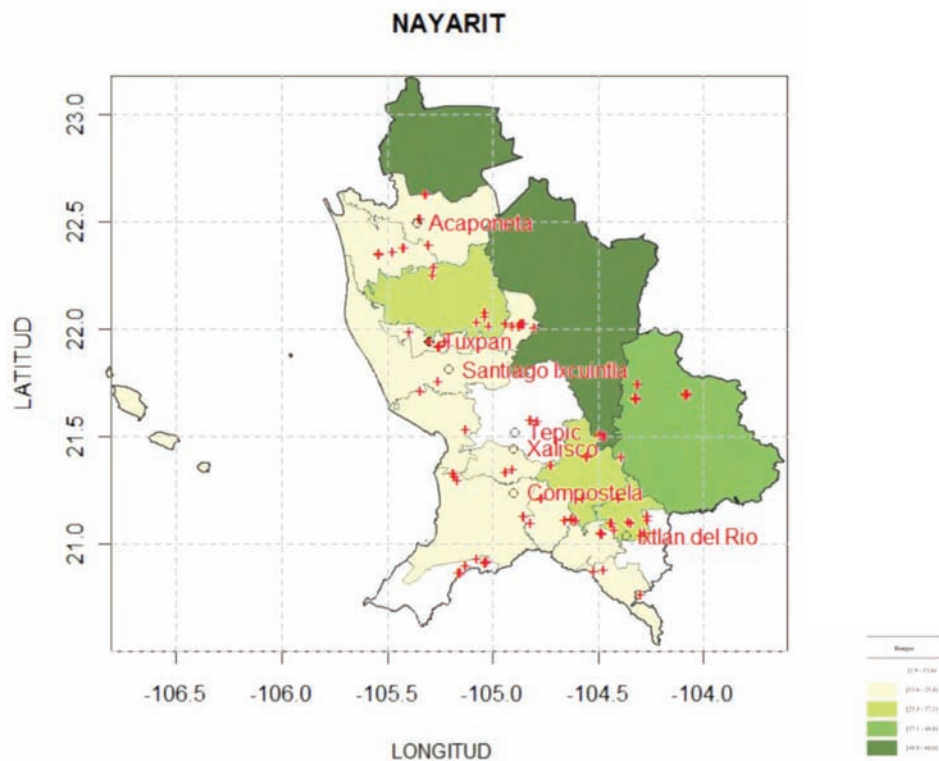 NAYARIT
LATITUD
23.0
22.5
22.0
21.5
21.0
Acaponeta
Tuxpan
Santiago Ixcuintla
Tepic
Xalisco
Compostela
Ixtlan del Rio
-106.5 -106.0 -105.5 -105.0 -104.5 -104.0
LONGITUD
Rangos